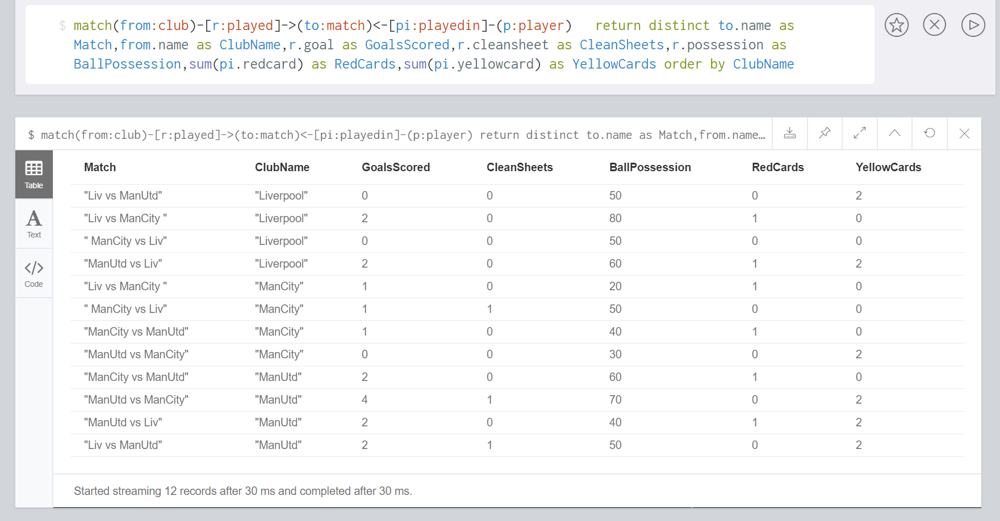 $ match(from:club)-[r:played]->(to:match)<-[pi:playedin]-(p:player)   return distinct to.name as
Match,from.name as ClubName,r.goal as GoalsScored,r.cleansheet as CleanSheets,r.possession as
BallPossession,sum(pi.redcard) as RedCards,sum(pi.yellowcard) as YellowCards order by ClubName
$ match(from:club)-[r:played]->(to:match)<-[pi:playedin]-(p:player) return distinct to.name as Match,from.name…
Table
A
Text
</>
Code
Match ClubName GoalsScored CleanSheets BallPossession RedCards YellowCards
"Liv vs ManUtd" "Liverpool" 0 0 50 0 2
"Liv vs ManCity " "Liverpool" 2 0 80 1 0
" ManCity vs Liv" "Liverpool" 0 0 50 0 0
"ManUtd vs Liv" "Liverpool" 2 0 60 1 2
"Liv vs ManCity " "ManCity" 1 0 20 1 0
" ManCity vs Liv" "ManCity" 1 1 50 0 0
"ManCity vs ManUtd" "ManCity" 1 0 40 1 0
"ManUtd vs ManCity" "ManCity" 0 0 30 0 2
"ManCity vs ManUtd" "ManUtd" 2 0 60 1 0
"ManUtd vs ManCity" "ManUtd" 4 1 70 0 2
"ManUtd vs Liv" "ManUtd" 2 0 40 1 2
"Liv vs ManUtd" "ManUtd" 2 1 50 0 2
Started streaming 12 records after 30 ms and completed after 30 ms.